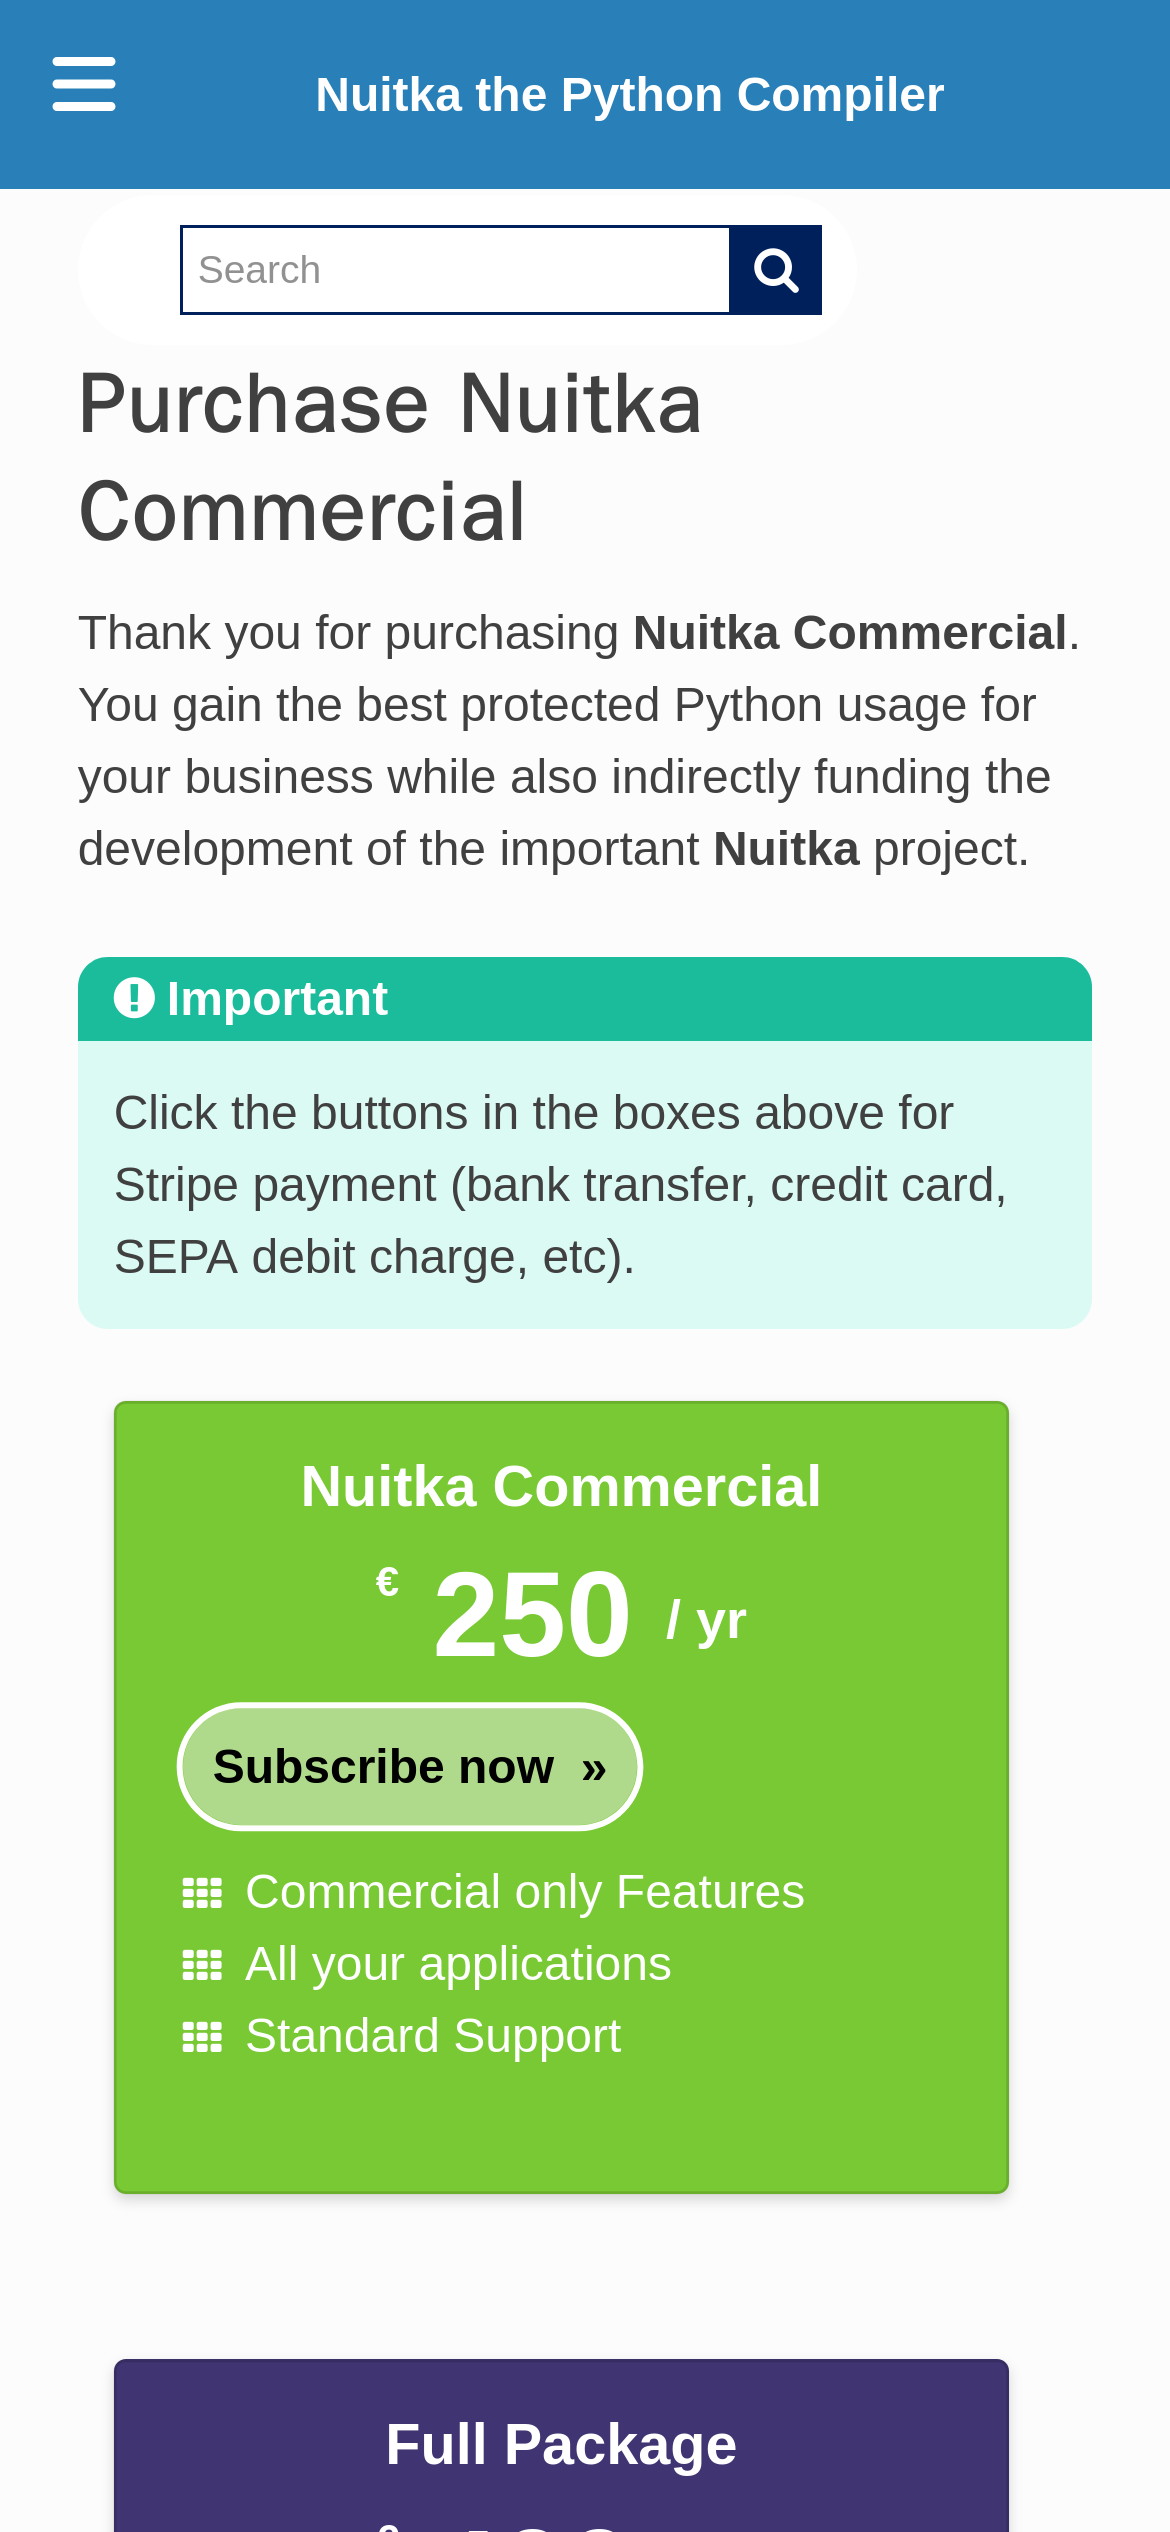 Nuitka the Python Compiler
Search
Purchase Nuitka
Commercial
Thank you for purchasing Nuitka Commercial.
You gain the best protected Python usage for
your business while also indirectly funding the
development of the important Nuitka project.
Important
Click the buttons in the boxes above for
Stripe payment (bank transfer, credit card,
SEPA debit charge, etc).
Nuitka Commercial
€ 250 / yr
Subscribe now »
Commercial only Features
All your applications
Standard Support
Full Package